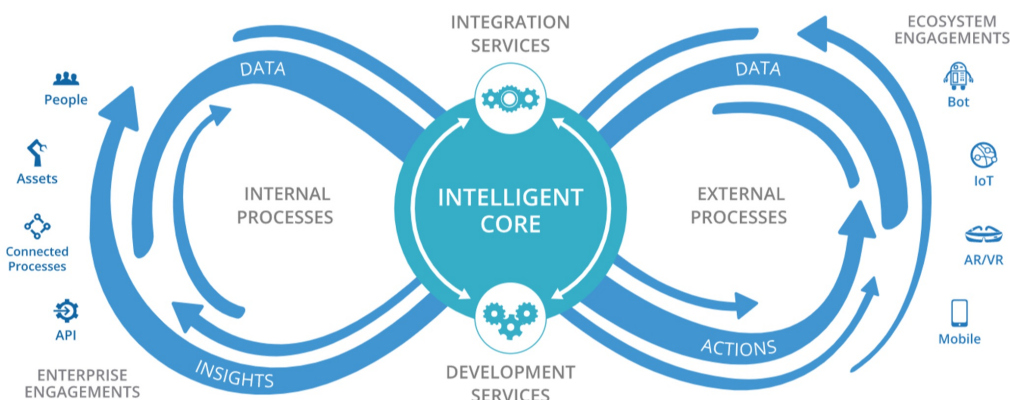 INTEGRATION
SERVICES
ECOSYSTEM
ENGAGEMENTS
DATA
DATA
People
Bot
Assets
IoT
INTERNAL
PROCESSES
INTELLIGENT
CORE
EXTERNAL
PROCESSES
Connected
Processes
AR/VR
API
Mobile
INSIGHTS
ACTIONS
ENTERPRISE
ENGAGEMENTS
DEVELOPMENT
SERVICES